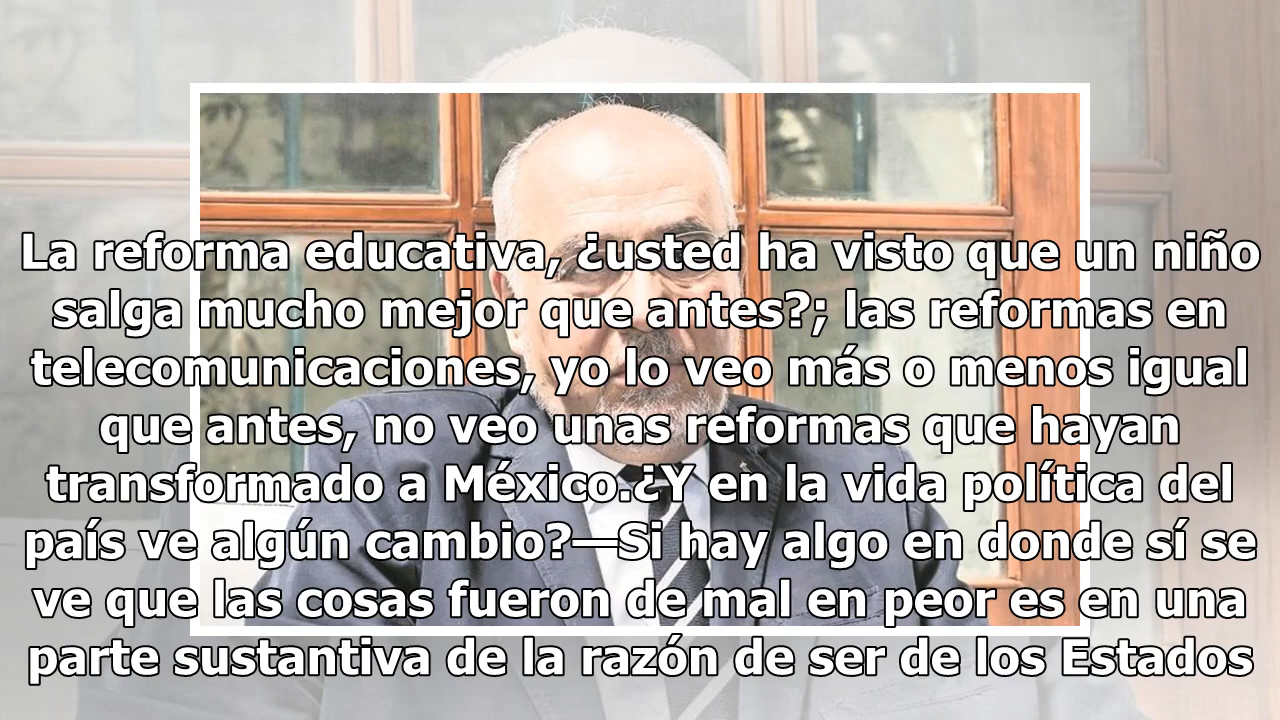 La reforma educativa, ¿usted ha visto que un niño
salga mucho mejor que antes?; las reformas en
telecomunicaciones, yo lo veo más o menos igual
que antes, no veo unas reformas que hayan
transformado a México.¿Y en la vida política del
país ve algún cambio?—Si hay algo en donde sí se
ve que las cosas fueron de mal en peor es en una
parte sustantiva de la razón de ser de los Estados